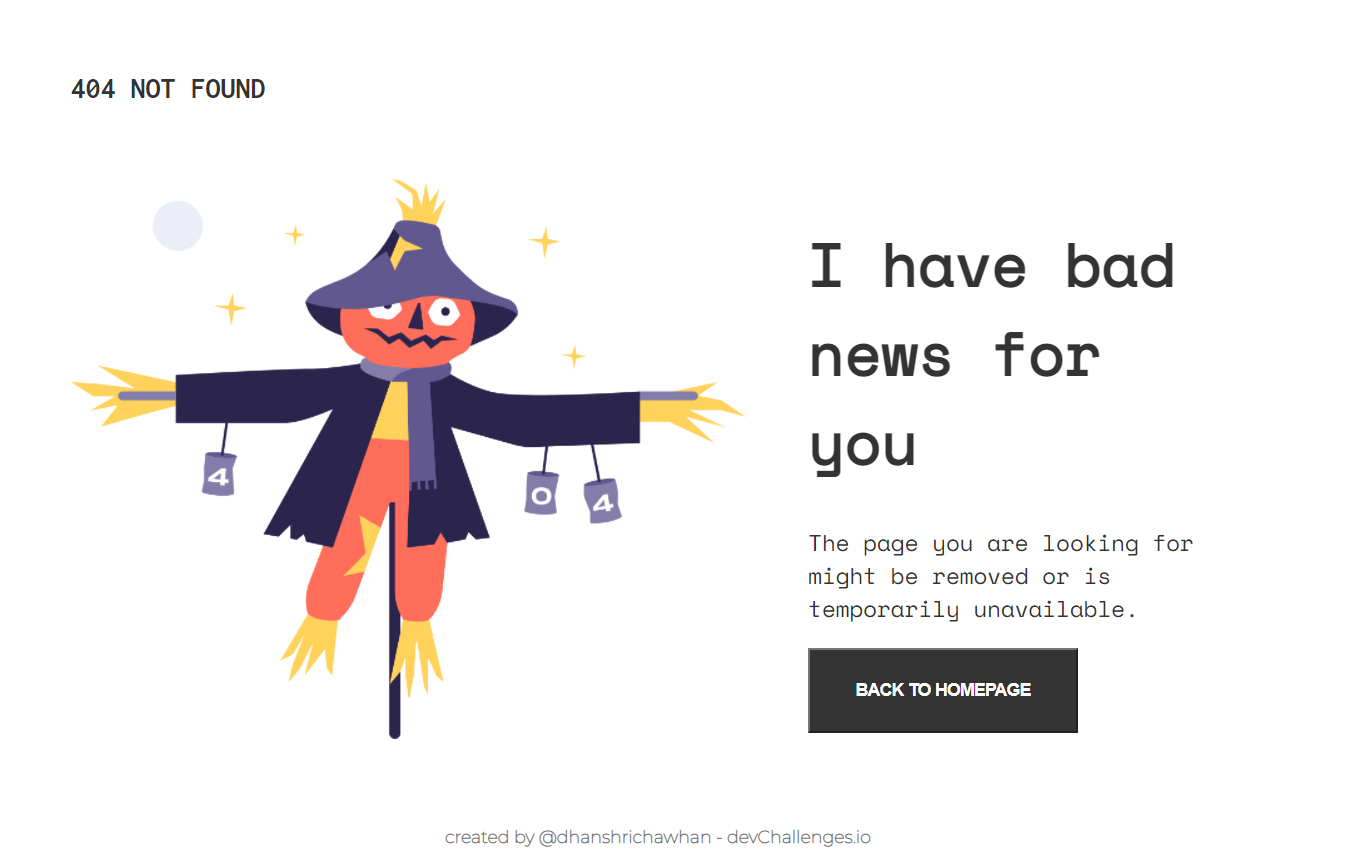 404 NOT FOUND
I have bad
news for
you
4
0
4
The page you are looking for
might be removed or is
temporarily unavailable.
BACK TO HOMEPAGE
created by @dhanshrichawhan - devChallenges.io